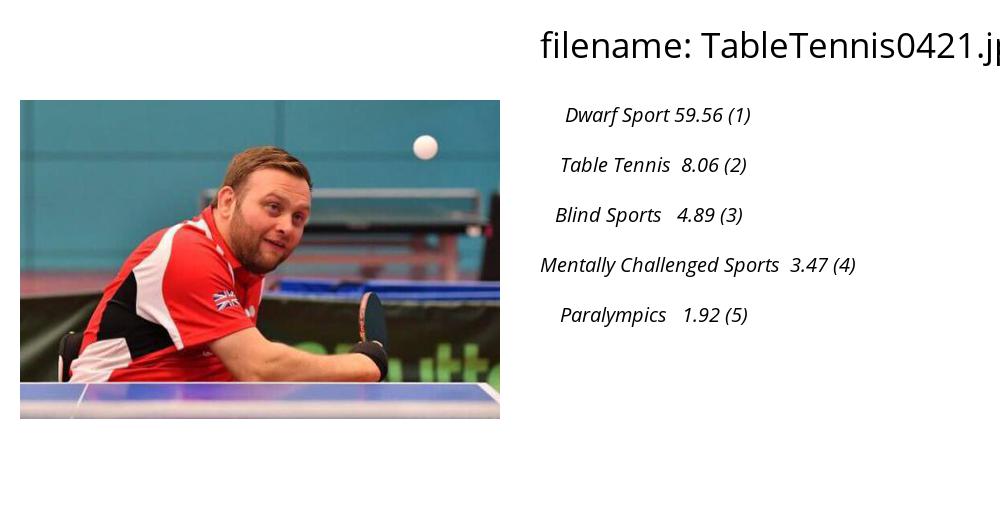 filename: TableTennis0421.jp
Dwarf Sport 59.56 (1)
Table Tennis 8.06 (2)
Blind Sports 4.89 (3)
Mentally Challenged Sports 3.47 (4)
Paralympics 1.92 (5)